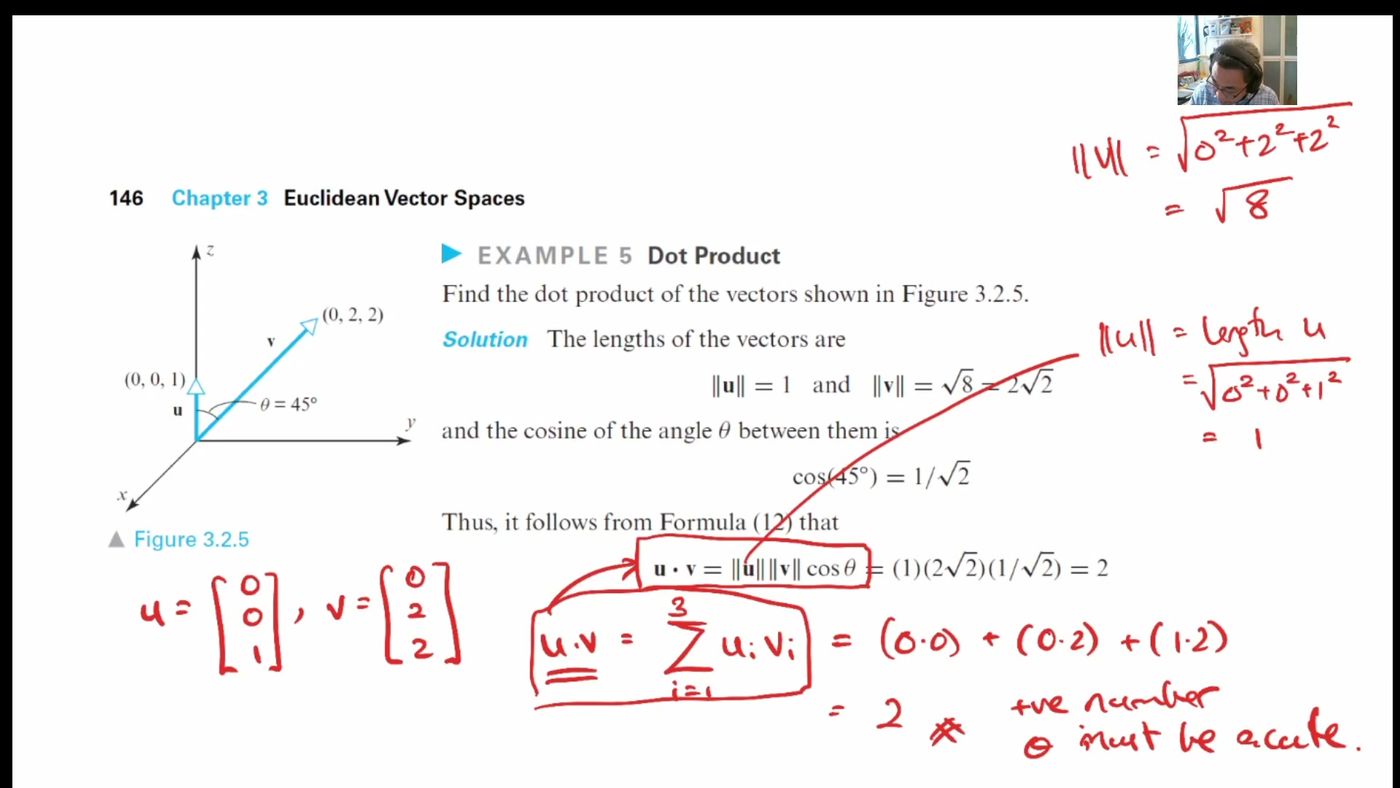 ‖v‖ = √0²+2²+2²
= √8
146 Chapter 3 Euclidean Vector Spaces
z
(0, 2, 2)
v
(0, 0, 1)
u
θ = 45°
y
x
▲ Figure 3.2.5
▶ EXAMPLE 5 Dot Product
Find the dot product of the vectors shown in Figure 3.2.5.
Solution The lengths of the vectors are
‖u‖ = 1 and ‖v‖ = √8 = 2√2
and the cosine of the angle θ between them is
cos(45°) = 1/√2
Thus, it follows from Formula (12) that
u · v = ‖u‖‖v‖ cos θ = (1)(2√2)(1/√2) = 2
‖u‖ = length u
= √0²+0²+1²
= 1
u = [0 0 1], v = [0 2 2]
u.v = 3 Σ i=1 uᵢ vᵢ = (0·0) + (0·2) + (1·2)
= 2 * +ve number
θ must be acute.